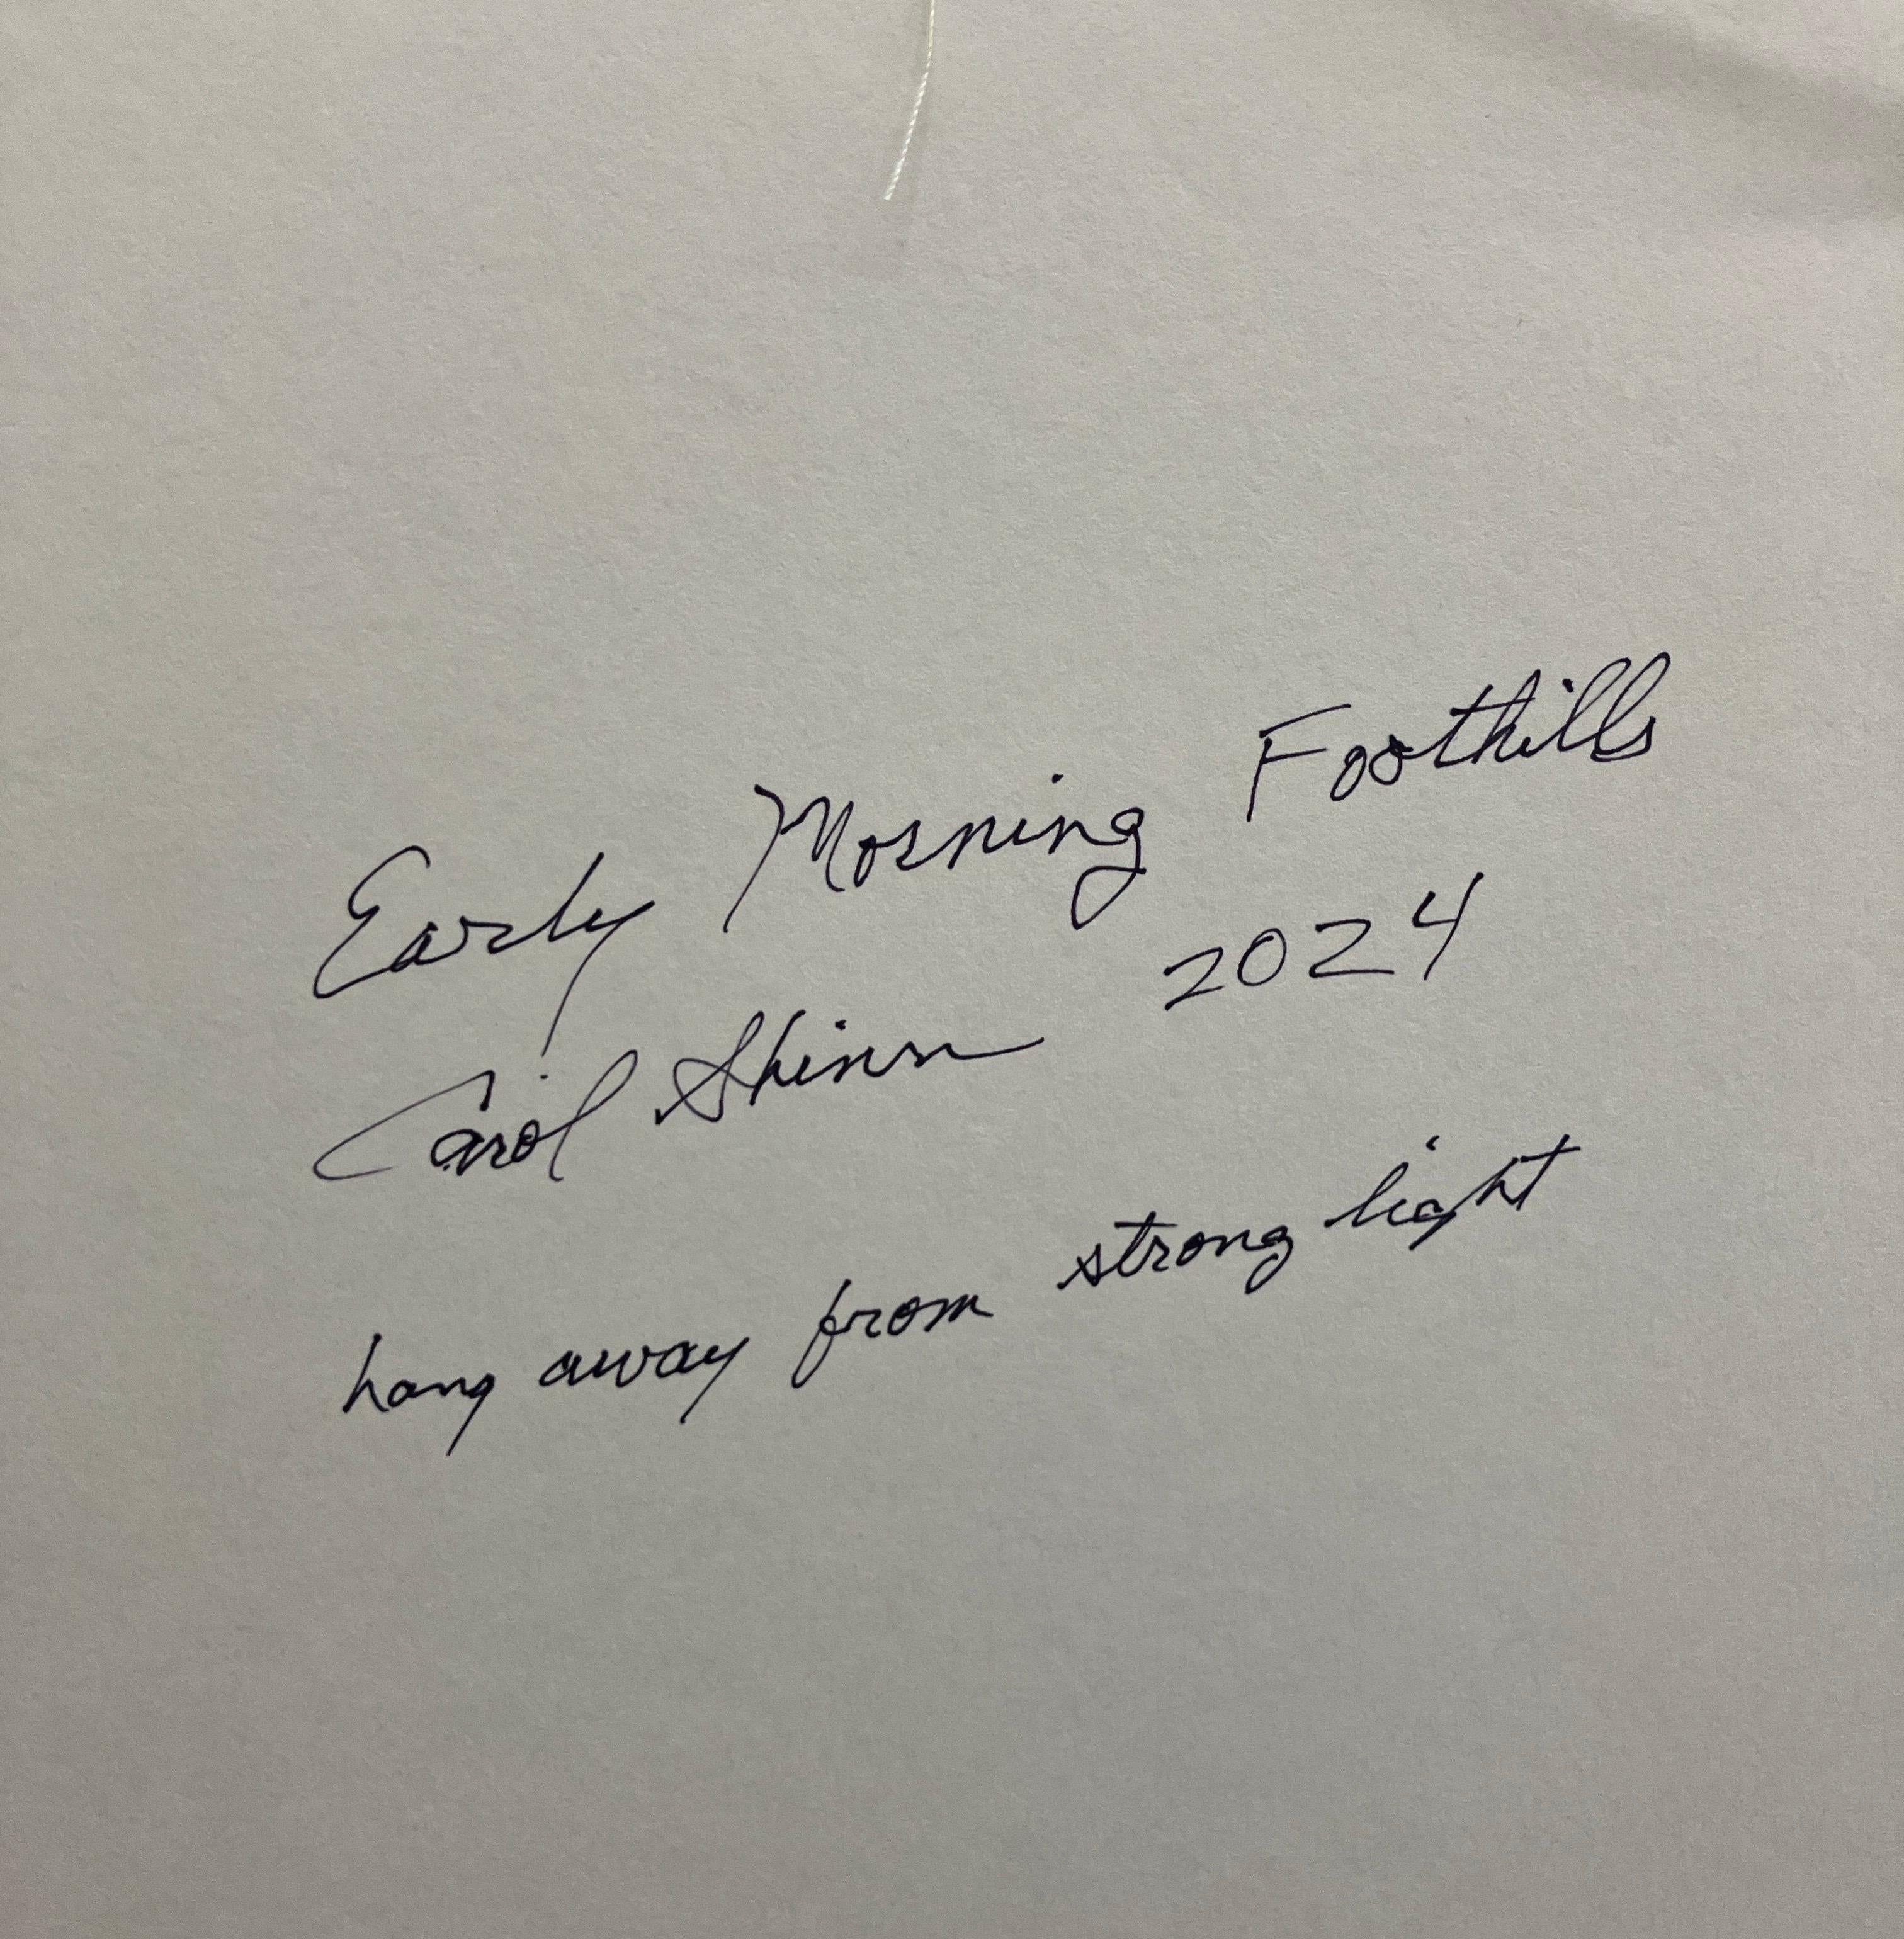 Early Morning Foothills
Carol Shinn 2024
hang away from strong light